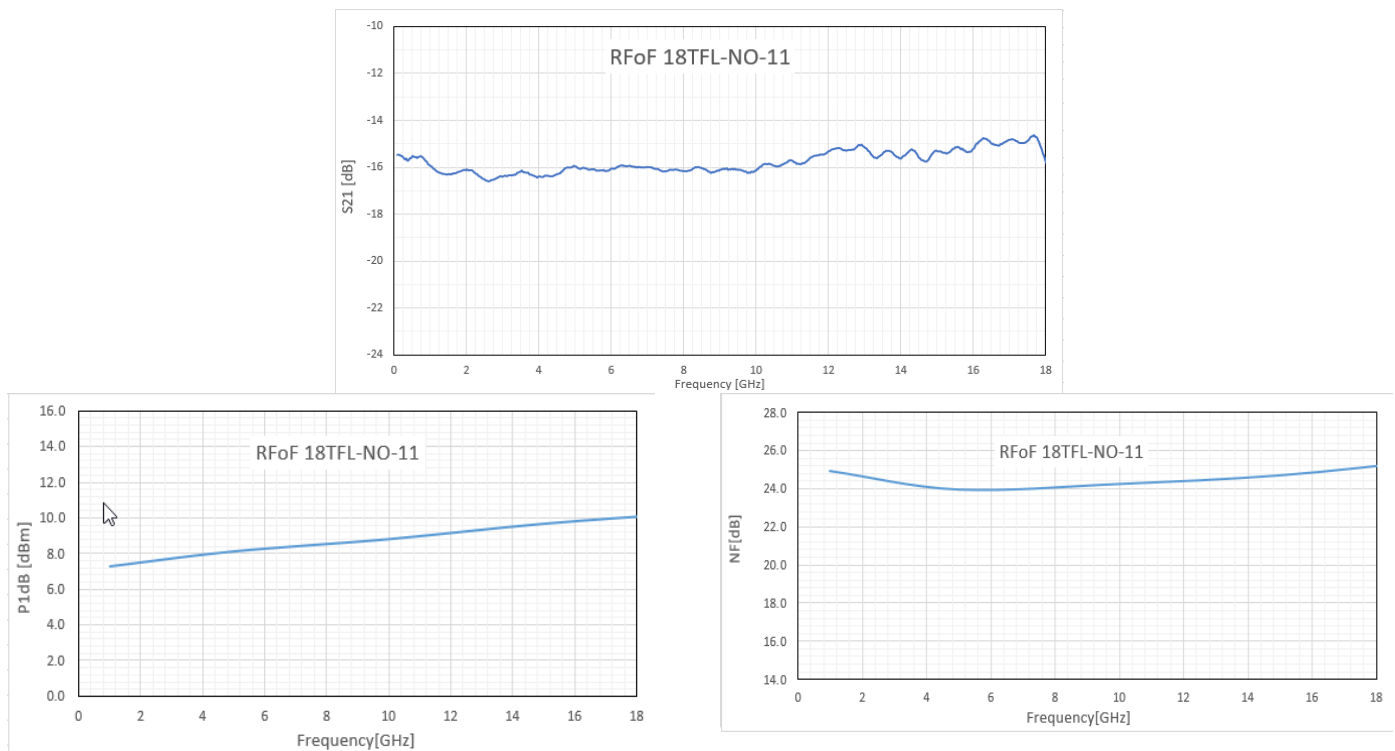 RFoF 18TFL-NO-11
S21 [dB]
-10
-12
-14
-16
-18
-20
-22
-24
0 2 4 6 8 10 12 14 16 18
Frequency [GHz]
RFoF 18TFL-NO-11
P1dB [dBm]
16.0
14.0
12.0
10.0
8.0
6.0
4.0
2.0
0.0
0 2 4 6 8 10 12 14 16 18
Frequency[GHz]
RFoF 18TFL-NO-11
NF[dB]
28.0
26.0
24.0
22.0
20.0
18.0
16.0
14.0
0 2 4 6 8 10 12 14 16 18
Frequency[GHz]